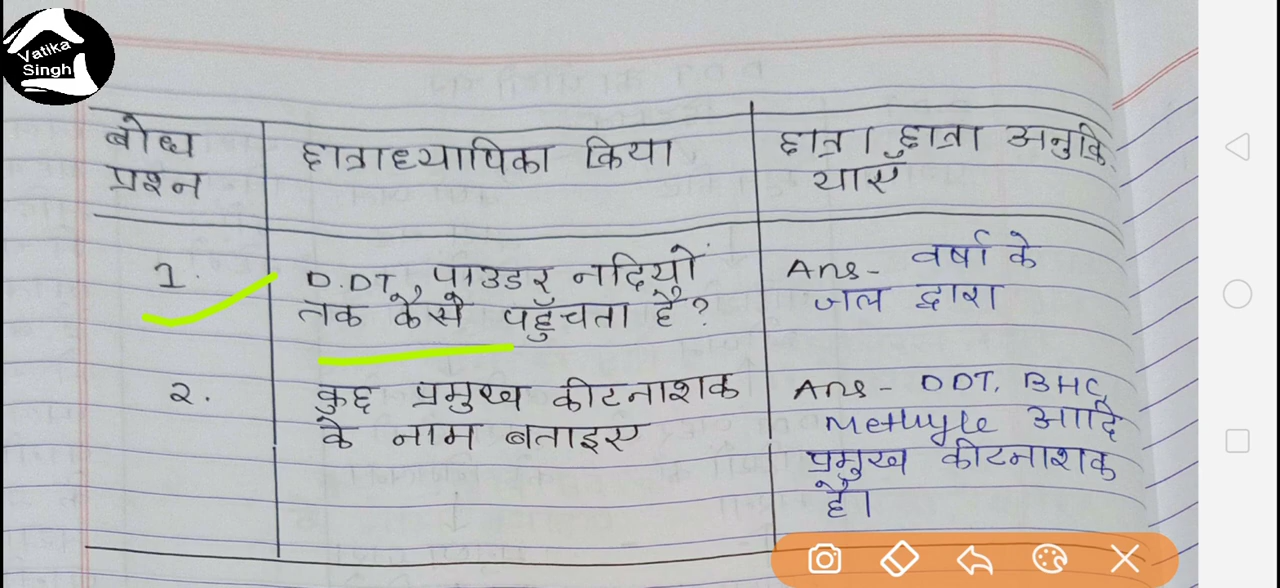 Vatika
Singh
बोध
प्रश्न
छात्राध्यापिका क्रिया
छात्र। छात्रा अनुक्रि
याएं
1.
D.DT, पाउडर नदियों
तक कैसे पहुँचता है?
Ans- वर्षा के
जल द्वारा
2.
कुछ प्रमुख कीटनाशक
के नाम बताइए
Ans- DDT, BHC,
Methyle आदि
प्रमुख कीटनाशक
है।